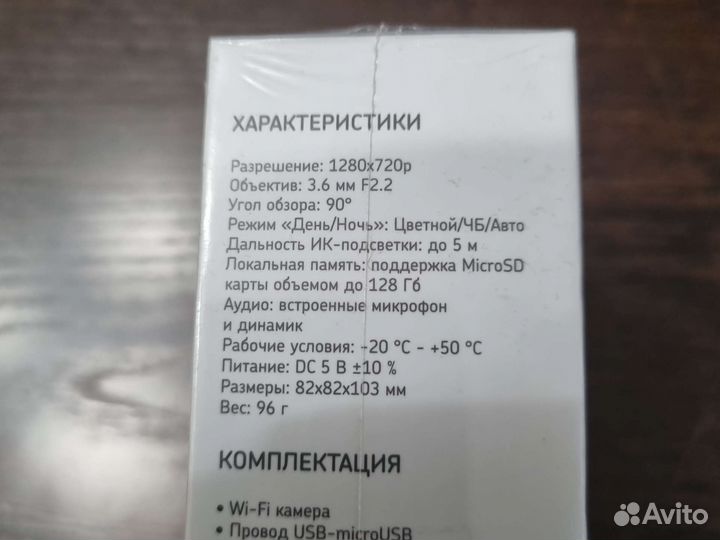 ХАРАКТЕРИСТИКИ
Разрешение: 1280x720p
Объектив: 3.6 мм F2.2
Угол обзора: 90°
Режим «День/Ночь»: Цветной/ЧБ/Авто
Дальность ИК-подсветки: до 5 м
Локальная память: поддержка MicroSD
карты объемом до 128 Гб
Аудио: встроенные микрофон
и динамик
Рабочие условия: -20 °C - +50 °C
Питание: DC 5 В ±10 %
Размеры: 82x82x103 мм
Вес: 96 г
КОМПЛЕКТАЦИЯ
• Wi-Fi камера
• Провод USB-microUSB
Avito